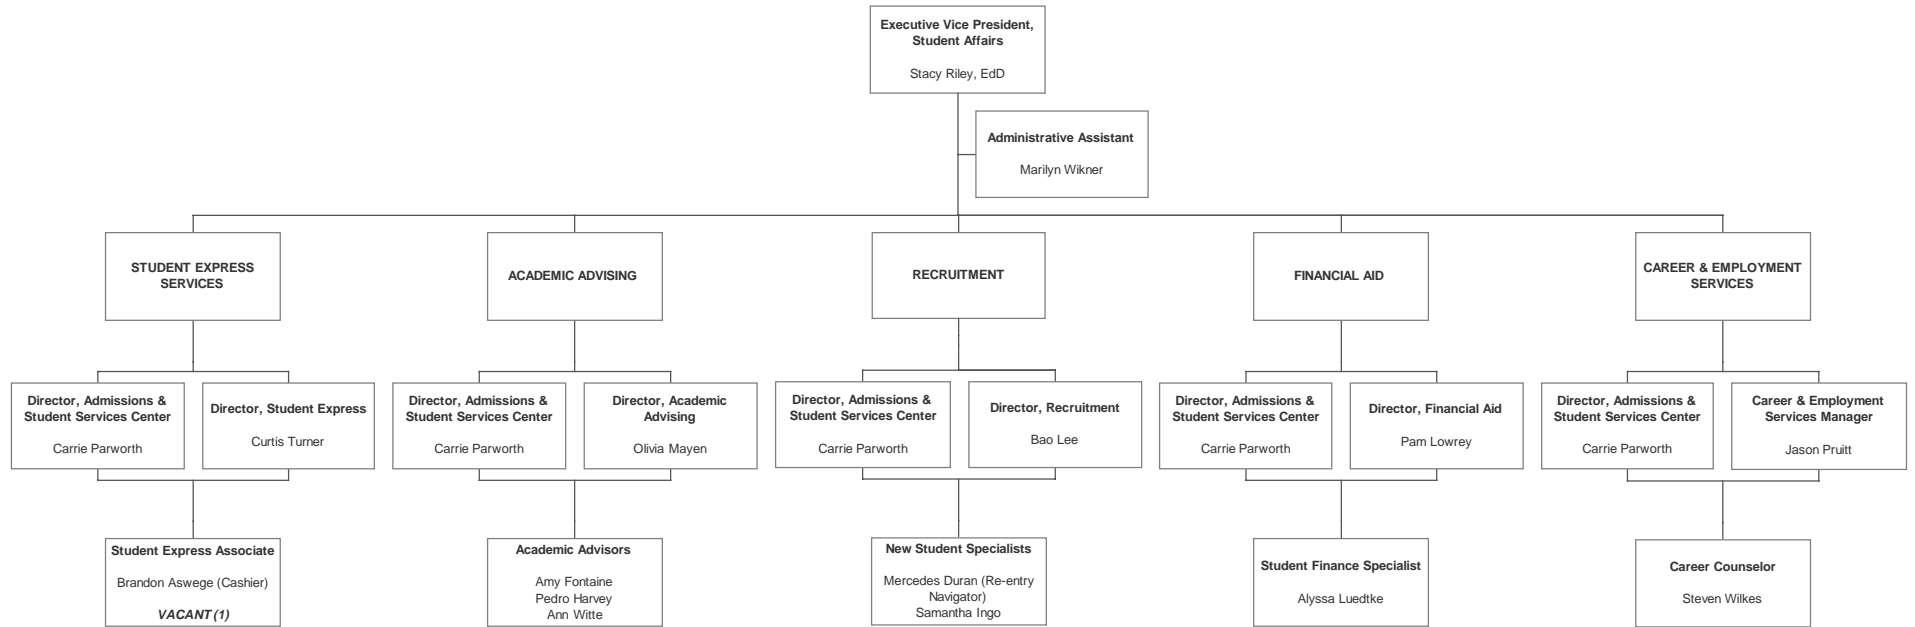 Executive Vice President,
Student Affairs
Stacy Riley, EdD
Administrative Assistant
Marilyn Wikner
STUDENT EXPRESS
SERVICES
ACADEMIC ADVISING
RECRUITMENT
FINANCIAL AID
CAREER & EMPLOYMENT
SERVICES
Director, Admissions &
Student Services Center
Carrie Parworth
Director, Student Express
Curtis Turner
Director, Admissions &
Student Services Center
Carrie Parworth
Director, Academic
Advising
Olivia Mayen
Director, Admissions &
Student Services Center
Carrie Parworth
Director, Recruitment
Bao Lee
Director, Admissions &
Student Services Center
Carrie Parworth
Director, Financial Aid
Pam Lowrey
Director, Admissions &
Student Services Center
Carrie Parworth
Career & Employment
Services Manager
Jason Pruitt
Student Express Associate
Brandon Aswege (Cashier)
VACANT (1)
Academic Advisors
Amy Fontaine
Pedro Harvey
Ann Witte
New Student Specialists
Mercedes Duran (Re-entry
Navigator)
Samantha Ingo
Student Finance Specialist
Alyssa Luedtke
Career Counselor
Steven Wilkes